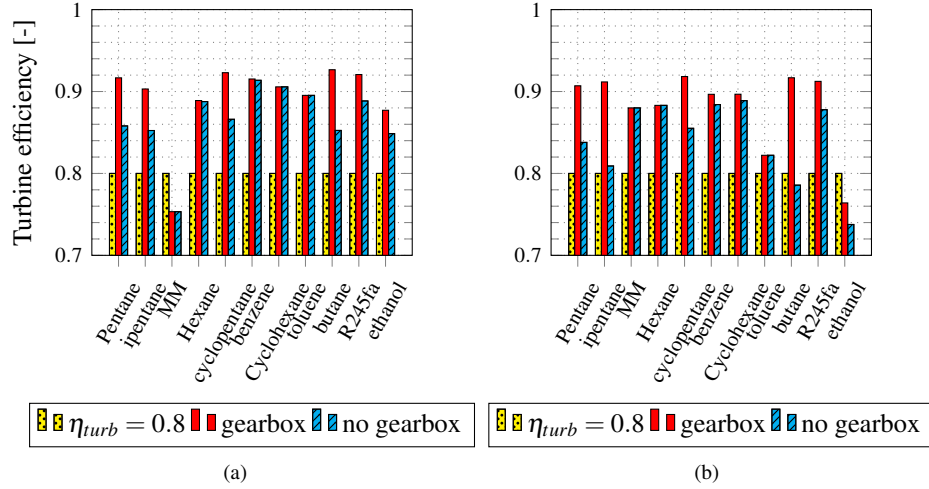 Turbine efficiency [-]
1
0.9
0.8
0.7
Pentane
ipentane
MM
Hexane
cyclopentane
benzene
Cyclohexane
toluene
butane
R245fa
ethanol
η_turb = 0.8 gearbox no gearbox
(a)
1
0.9
0.8
0.7
Pentane
ipentane
MM
Hexane
cyclopentane
benzene
Cyclohexane
toluene
butane
R245fa
ethanol
η_turb = 0.8 gearbox no gearbox
(b)